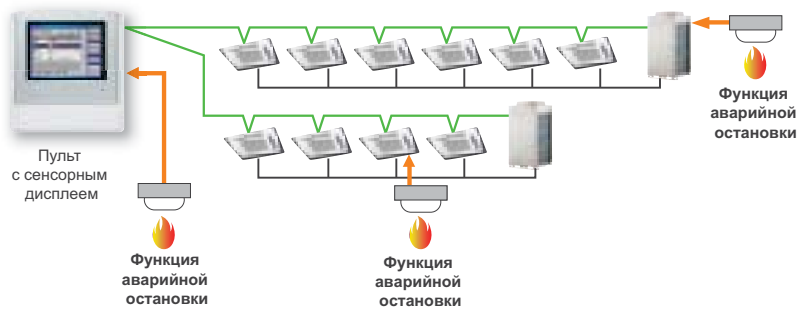 Функция
аварийной
остановки
Пульт
с сенсорным
дисплеем
Функция
аварийной
остановки
Функция
аварийной
остановки